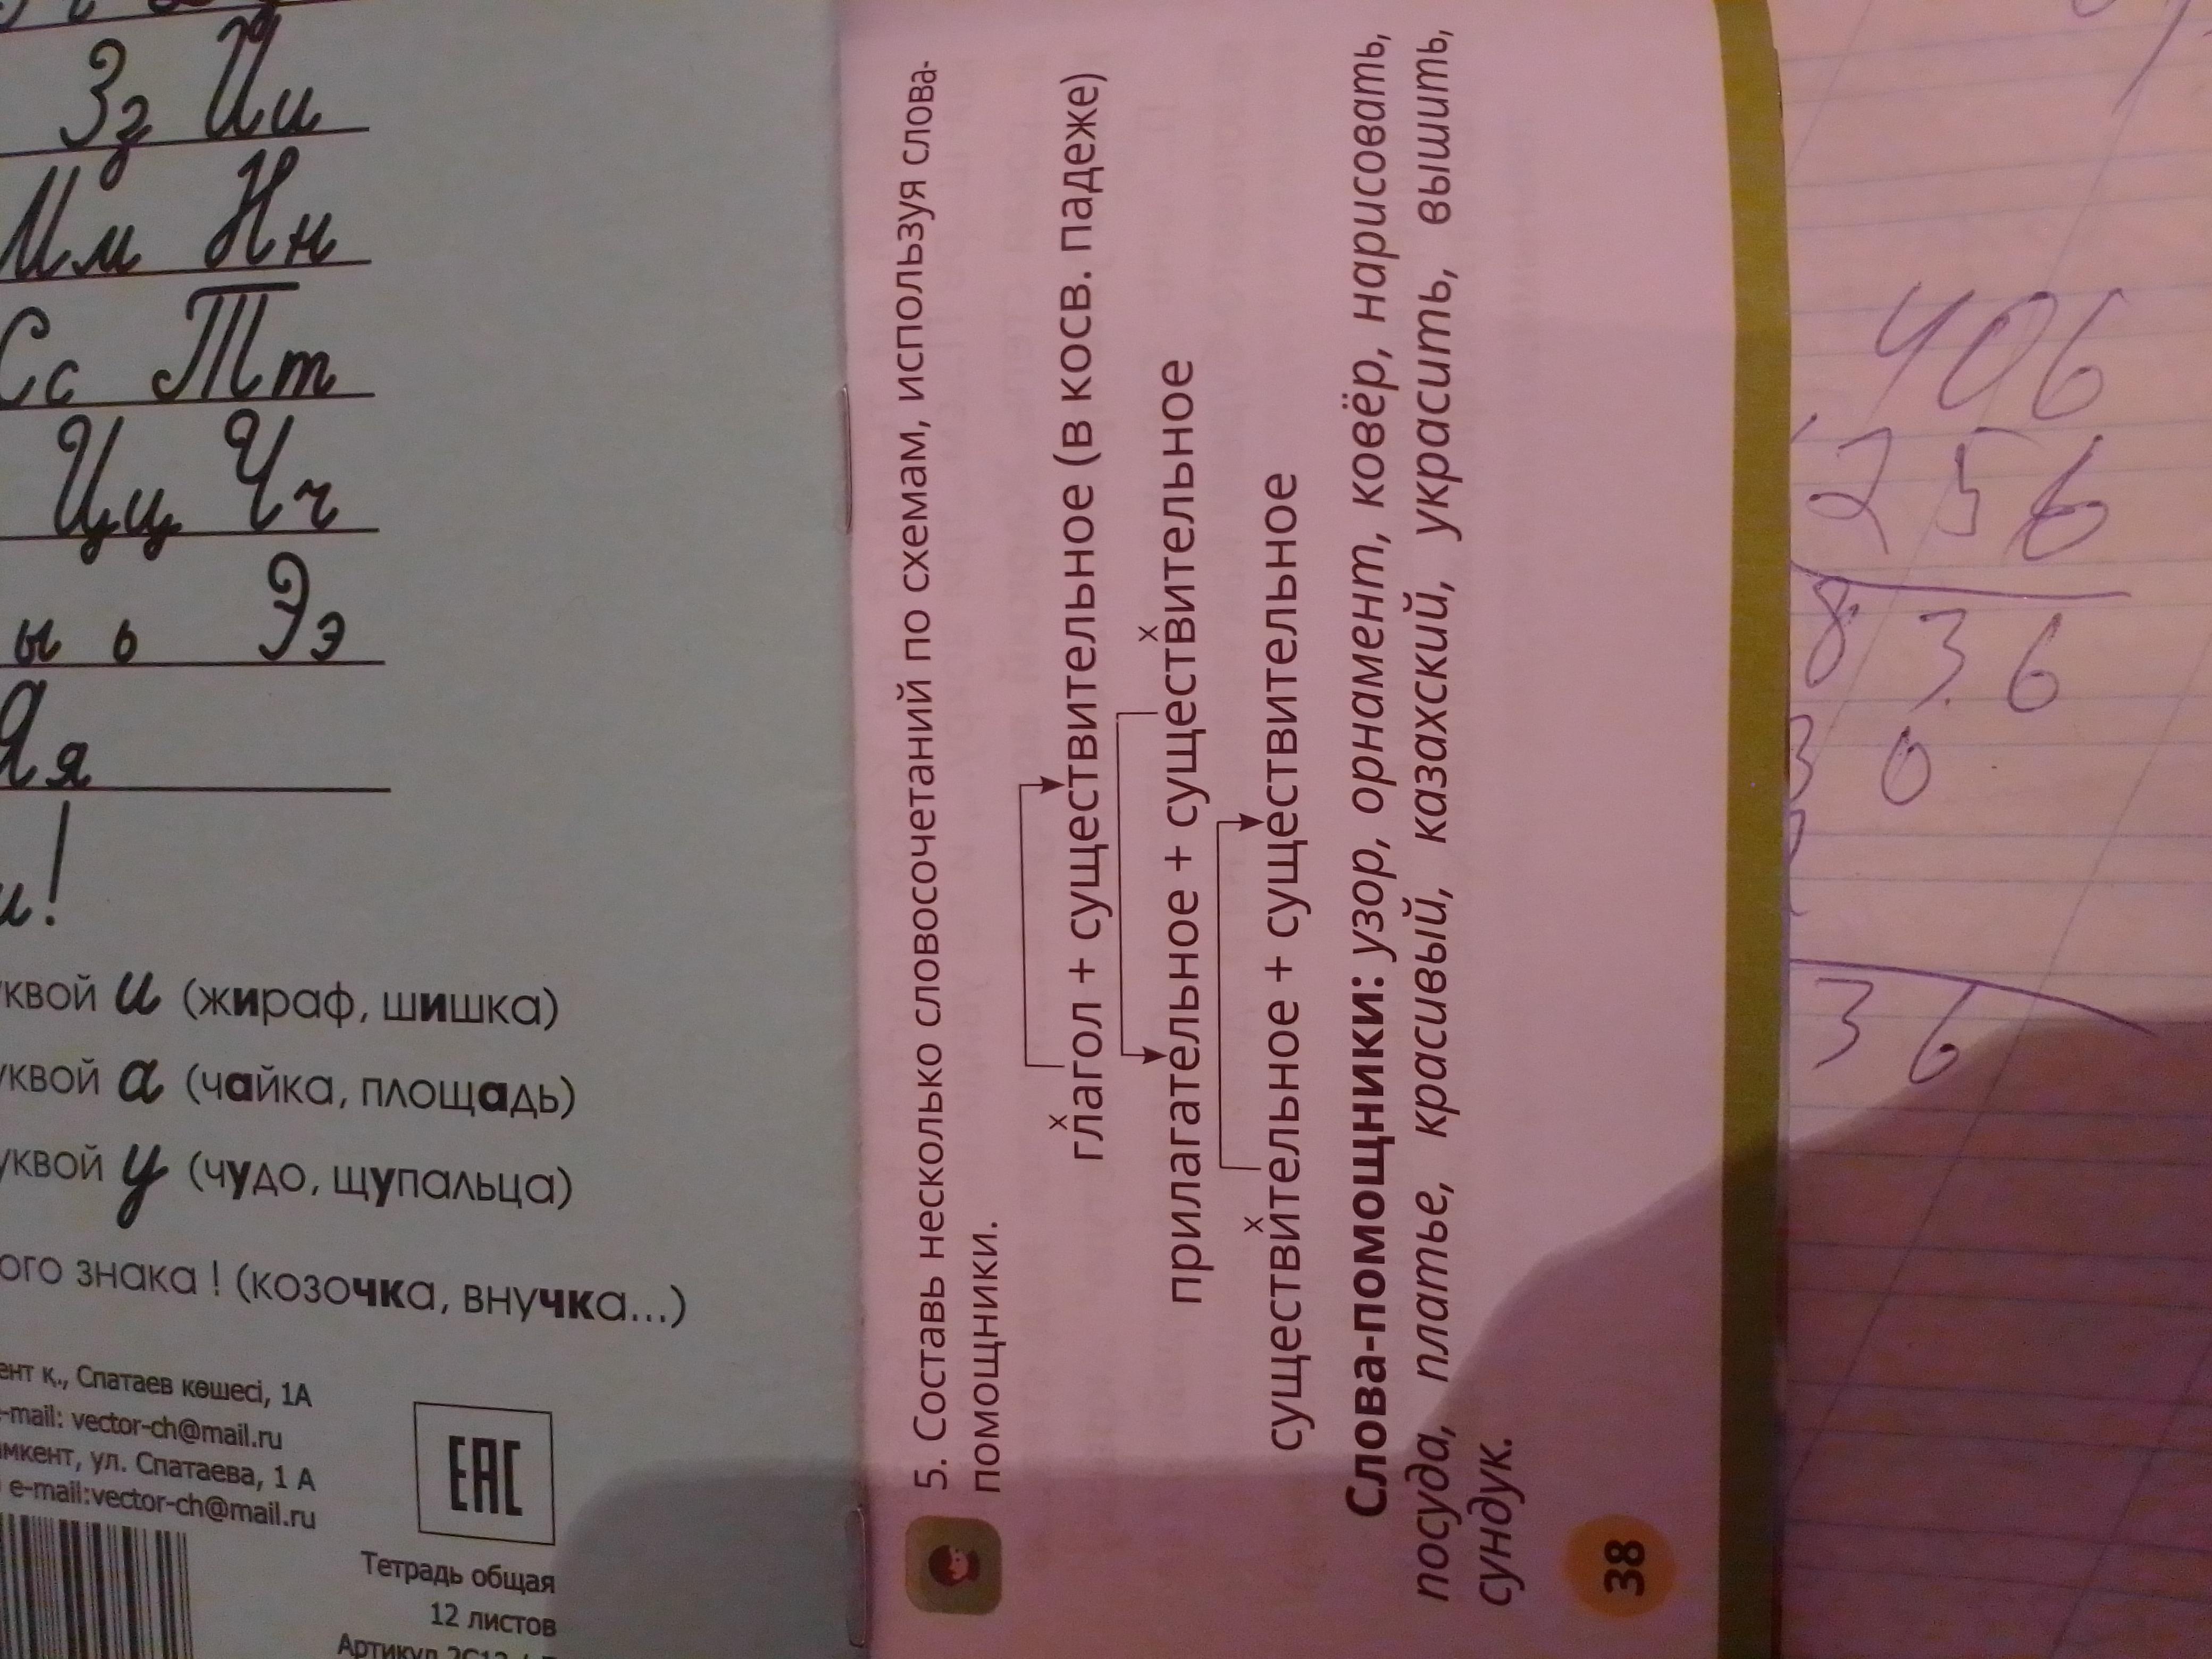 Зз Ии
Мм Нн
Сс Тт
Цц Чч
ы ь Ээ
Яя
и!
квой и (жираф, шишка)
уквой а (чайка, площадь)
уквой у (чудо, щупальца)
ого знака ! (козочка, внучка...)
ент қ., Спатаев көшесі, 1А
e-mail: vector-ch@mail.ru
мкент, ул. Спатаева, 1 А
e-mail:vector-ch@mail.ru
ЕАС
Тетрадь общая
12 листов
Артикул
5. Составь несколько словосочетаний по схемам, используя слова-
помощники.
х
глагол + существительное (в косв. падеже)
х
прилагательное + существительное
х
существительное + существительное
Слова-помощники: узор, орнамент, ковёр, нарисовать,
посуда, платье, красивый, казахский, украсить, вышить,
сундук.
38
406
256
836
30
36